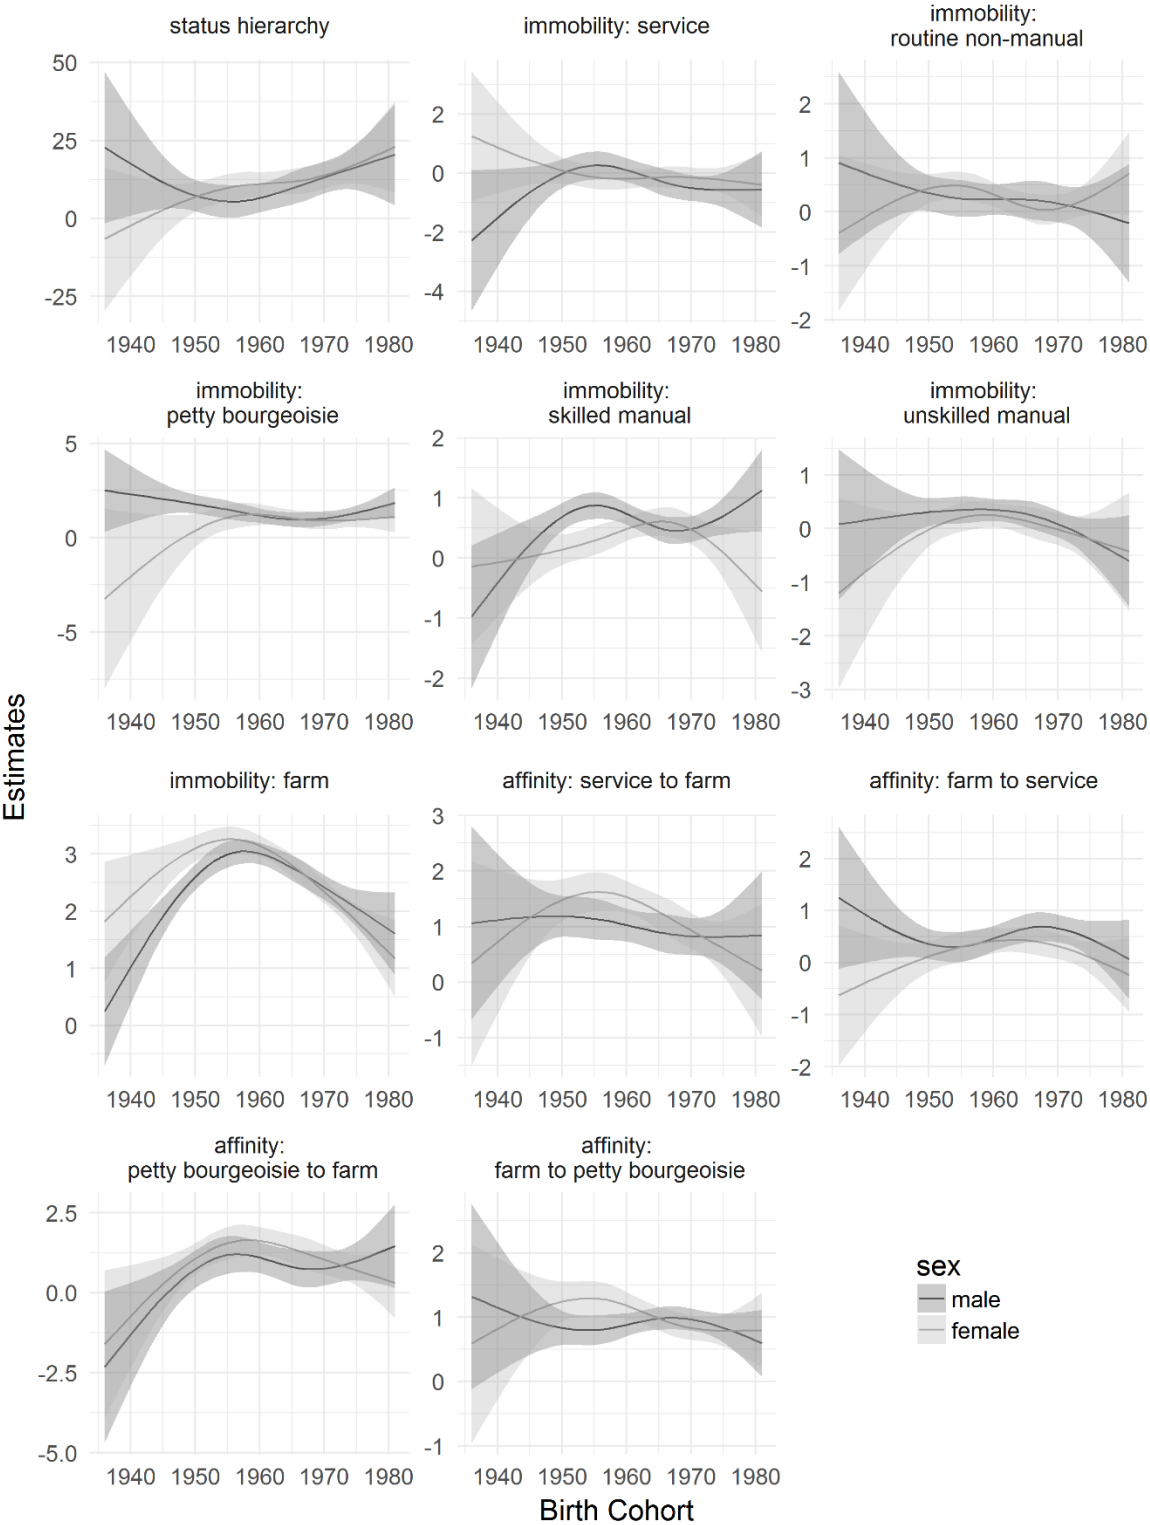 status hierarchy
immobility: service
immobility:
routine non-manual
50
25
0
-25
1940 1950 1960 1970 1980
2
0
-2
-4
1940 1950 1960 1970 1980
2
1
0
-1
-2
1940 1950 1960 1970 1980
immobility:
petty bourgeoisie
immobility:
skilled manual
immobility:
unskilled manual
5
0
-5
1940 1950 1960 1970 1980
2
1
0
-1
-2
1940 1950 1960 1970 1980
1
0
-1
-2
-3
1940 1950 1960 1970 1980
Estimates
immobility: farm
affinity: service to farm
affinity: farm to service
3
2
1
0
1940 1950 1960 1970 1980
3
2
1
0
-1
1940 1950 1960 1970 1980
2
1
0
-1
-2
1940 1950 1960 1970 1980
affinity:
petty bourgeoisie to farm
affinity:
farm to petty bourgeoisie
2.5
0.0
-2.5
-5.0
1940 1950 1960 1970 1980
2
1
0
-1
1940 1950 1960 1970 1980
sex
male
female
Birth Cohort